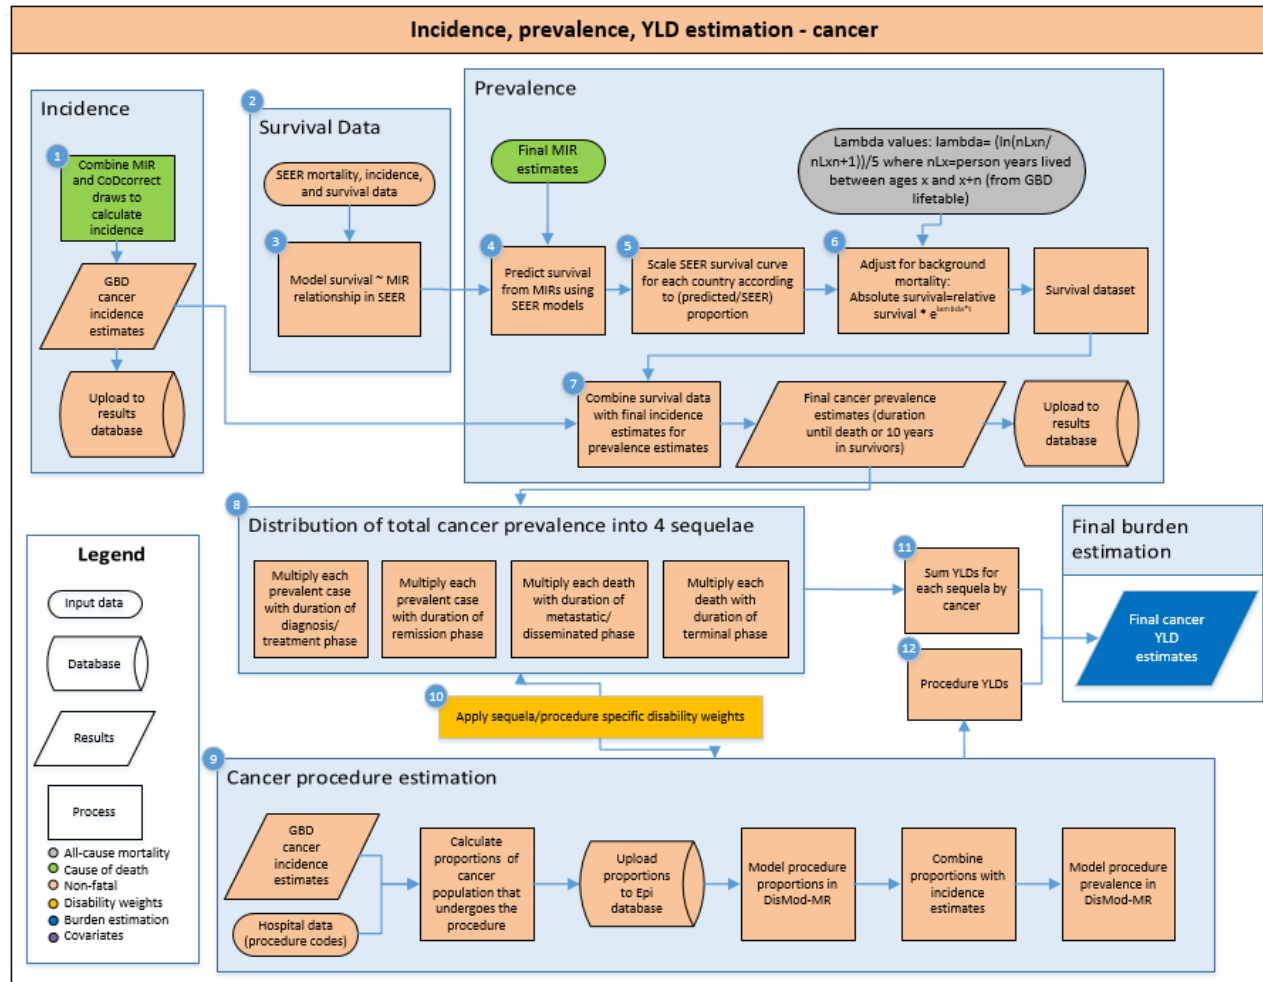 Incidence, prevalence, YLD estimation - cancer
Incidence
1
Combine MIR
and CoDcorrect
draws to
calculate
incidence
GBD
cancer
incidence
estimates
Upload to
results
database
2
Survival Data
SEER mortality, incidence,
and survival data
3
Model survival ~ MIR
relationship in SEER
Prevalence
Final MIR
estimates
Lambda values: lambda= (ln(nLxn/
nLxn+1))/5 where nLx=person years lived
between ages x and x+n (from GBD
lifetable)
4
Predict survival
from MIRs using
SEER models
5
Scale SEER survival curve
for each country according
to (predicted/SEER)
proportion
6
Adjust for background
mortality:
Absolute survival=relative
survival * e^lambda*t
Survival dataset
7
Combine survival data
with final incidence
estimates for
prevalence estimates
Final cancer prevalence
estimates (duration
until death or 10 years
in survivors)
Upload to
results
database
8
Distribution of total cancer prevalence into 4 sequelae
Multiply each
prevalent case
with duration of
diagnosis/
treatment phase
Multiply each
prevalent case
with duration of
remission phase
Multiply each death
with duration of
metastatic/
disseminated phase
Multiply each
death with
duration of
terminal phase
11
Sum YLDs for
each sequela by
cancer
12
Procedure YLDs
Final burden
estimation
Final cancer
YLD
estimates
10
Apply sequela/procedure specific disability weights
9
Cancer procedure estimation
GBD
cancer
incidence
estimates
Hospital data
(procedure codes)
Calculate
proportions of
cancer
population that
undergoes the
procedure
Upload
proportions
to Epi
database
Model procedure
proportions in
DisMod-MR
Combine
proportions with
incidence
estimates
Model procedure
prevalence in
DisMod-MR
Legend
Input data
Database
Results
Process
All-cause mortality
Cause of death
Non-fatal
Disability weights
Burden estimation
Covariates